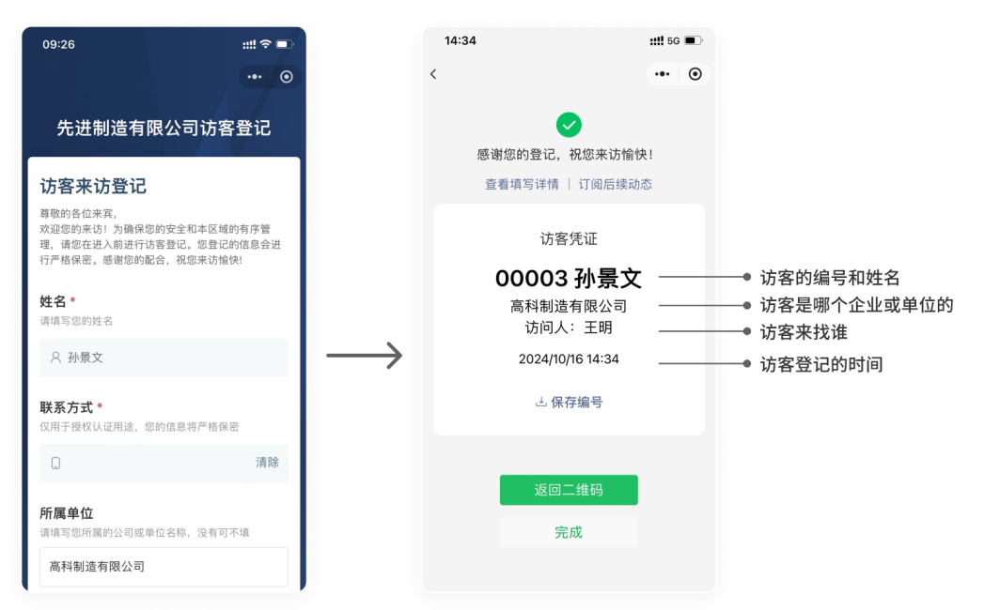 09:26
先进制造有限公司访客登记
访客来访登记
尊敬的各位来宾，
欢迎您的来访！为确保您的安全和本区域的有序管
理，请您在进入前进行访客登记。您登记的信息会进
行严格保密。感谢您的配合，祝您来访愉快!
姓名 *
请填写您的姓名
孙景文
联系方式 *
仅用于授权认证用途，您的信息将严格保密
清除
所属单位
请填写您所属的公司或单位名称，没有可不填
高科制造有限公司
14:34
5G
感谢您的登记，祝您来访愉快！
查看填写详情 | 订阅后续动态
访客凭证
00003 孙景文
高科制造有限公司
访问人：王明
2024/10/16 14:34
保存编号
返回二维码
完成
访客的编号和姓名
访客是哪个企业或单位的
访客来找谁
访客登记的时间